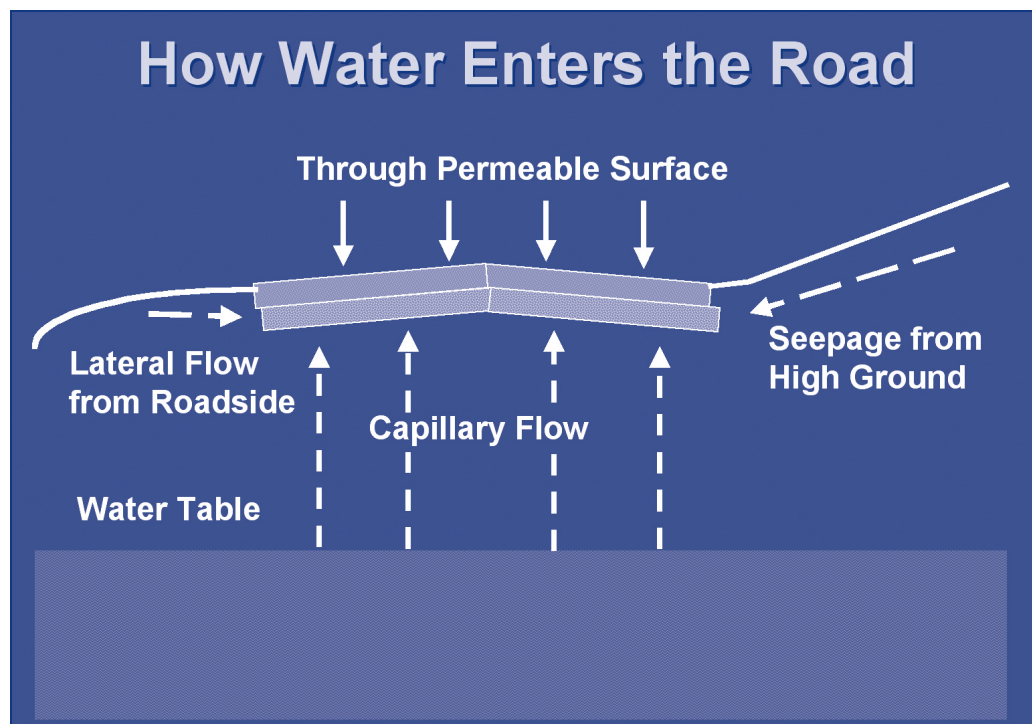 How Water Enters the Road
Through Permeable Surface
Lateral Flow
from Roadside
Seepage from
High Ground
Capillary Flow
Water Table